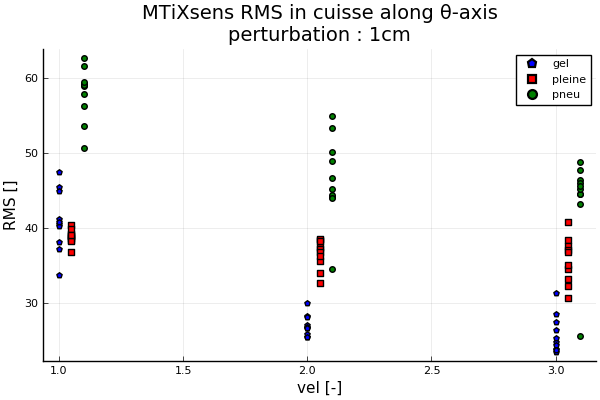 MTiXsens RMS in cuisse along θ-axis
perturbation : 1cm
gel
pleine
pneu
60
50
40
30
RMS []
1.0 1.5 2.0 2.5 3.0
vel [-]